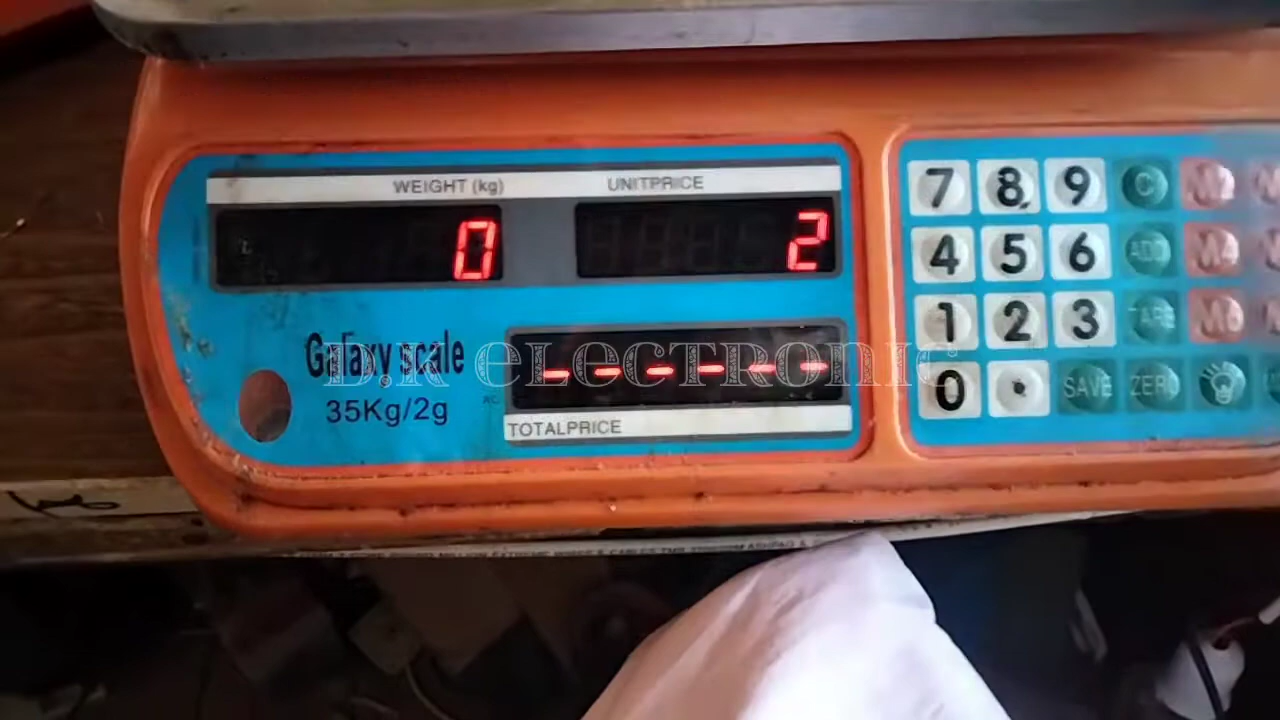 WEIGHT (kg) UNITPRICE
0 2
7 8 9 C
4 5 6 ADD
1 2 3 TARE
0 . SAVE ZERO
Galaxy scale
35Kg/2g
------
TOTALPRICE
D.K ELECTRONIC